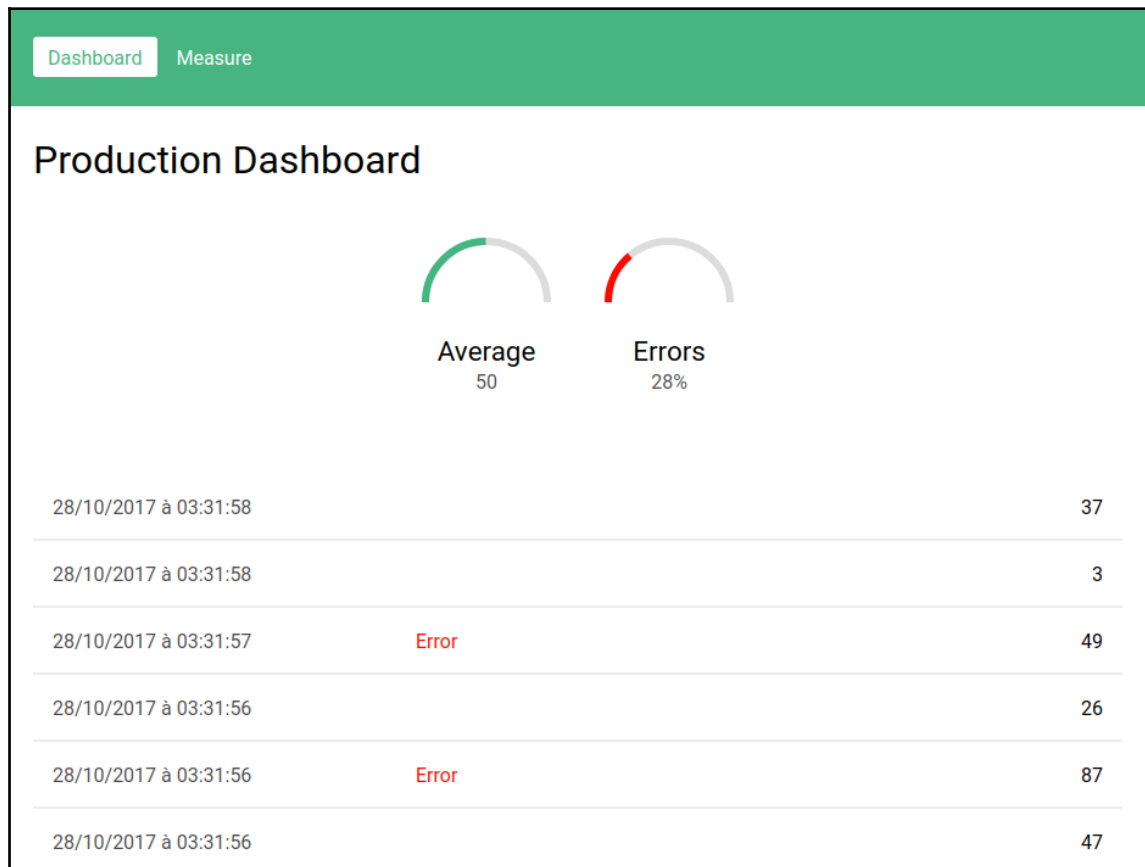 Dashboard Measure
Production Dashboard
Average Errors
50 28%
28/10/2017 à 03:31:58 37
28/10/2017 à 03:31:58 3
28/10/2017 à 03:31:57 Error 49
28/10/2017 à 03:31:56 26
28/10/2017 à 03:31:56 Error 87
28/10/2017 à 03:31:56 47